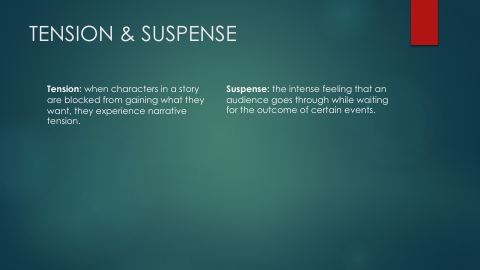 TENSION & SUSPENSE
Tension: when characters in a story
are blocked from gaining what they
want, they experience narrative
tension.
Suspense: the intense feeling that an
audience goes through while waiting
for the outcome of certain events.